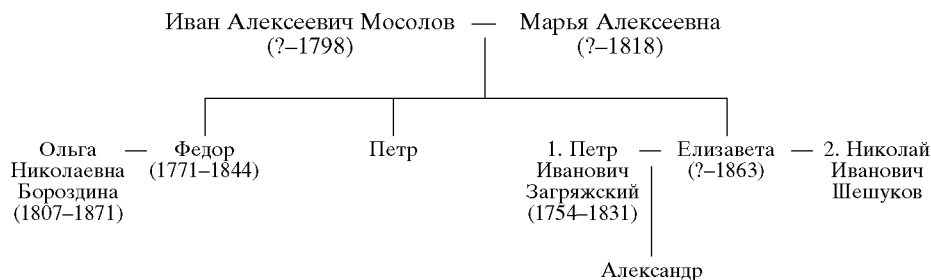 Иван Алексеевич Мосолов — Марья Алексеевна
(?–1798) (?–1818)
Ольга — Федор Петр 1. Петр — Елизавета — 2. Николай
Николаевна (1771–1844) Иванович (?–1863) Иванович
Бороздина Загряжский Шешуков
(1807–1871) (1754–1831)
Александр